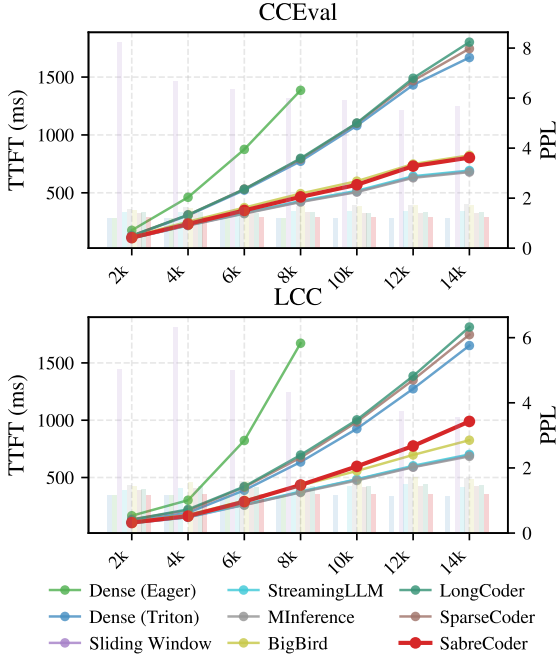 CCEval
TTFT (ms)
1500
1000
500
8
6
4
2
0
PPL
2k
4k
6k
8k
10k
12k
14k
LCC
TTFT (ms)
1500
1000
500
6
4
2
0
PPL
2k
4k
6k
8k
10k
12k
14k
Dense (Eager)
StreamingLLM
LongCoder
Dense (Triton)
MInference
SparseCoder
Sliding Window
BigBird
SabreCoder